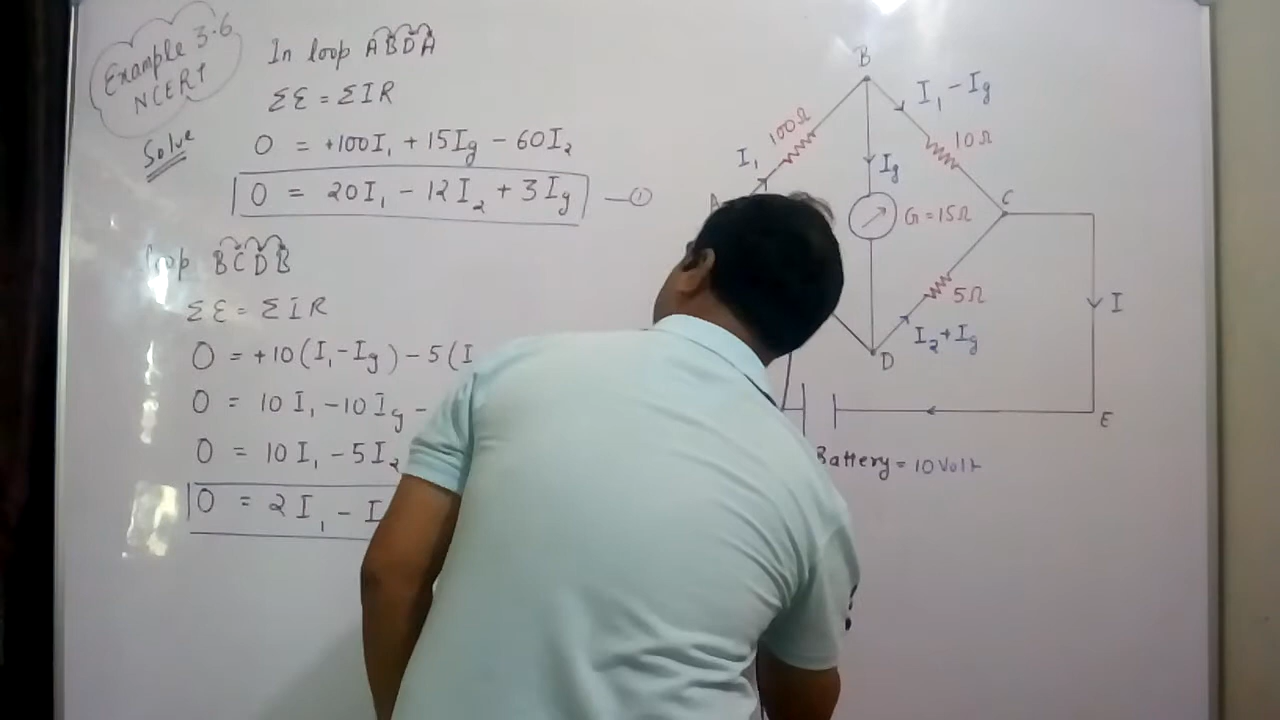 Example 3.6
NCERT
Solve
In loop ABDA
ΣE = ΣIR
0 = +100I₁ + 15Ig − 60I₂
0 = 20I₁ − 12I₂ + 3Ig —①
loop BCDB
ΣE = ΣIR
0 = +10(I₁−Ig) − 5(I
0 = 10I₁ − 10Ig −
0 = 10I₁ − 5I₂
0 = 2I₁ − I
B
I₁ − Ig
100Ω
10Ω
I₁
Ig
A
C
G = 15Ω
5Ω
I
I₂ + Ig
D
E
Battery = 10 Volt